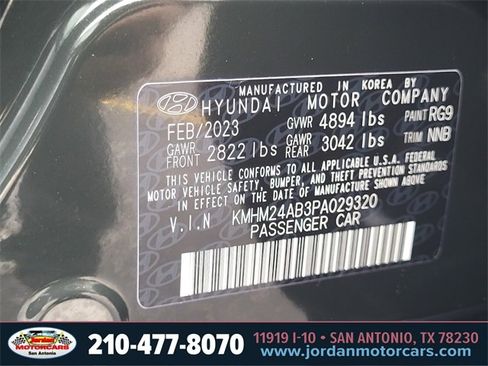 MANUFACTURED IN KOREA BY
HYUNDAI MOTOR COMPANY
FEB/2023 GVWR 4894 lbs PAINT RG9
GAWR FRONT 2822 lbs GAWR REAR 3042 lbs TRIM NNB
THIS VEHICLE CONFORMS TO ALL APPLICABLE U.S.A. FEDERAL
MOTOR VEHICLE SAFETY, BUMPER, AND THEFT PREVENTION STANDARDS
IN EFFECT ON THE DATE OF MANUFACTURE SHOWN ABOVE.
V.I.N KMHM24AB3PA029320
PASSENGER CAR
Jordan
MOTORCARS
San Antonio
210-477-8070
11919 I-10 • SAN ANTONIO, TX 78230
www.jordanmotorcars.com